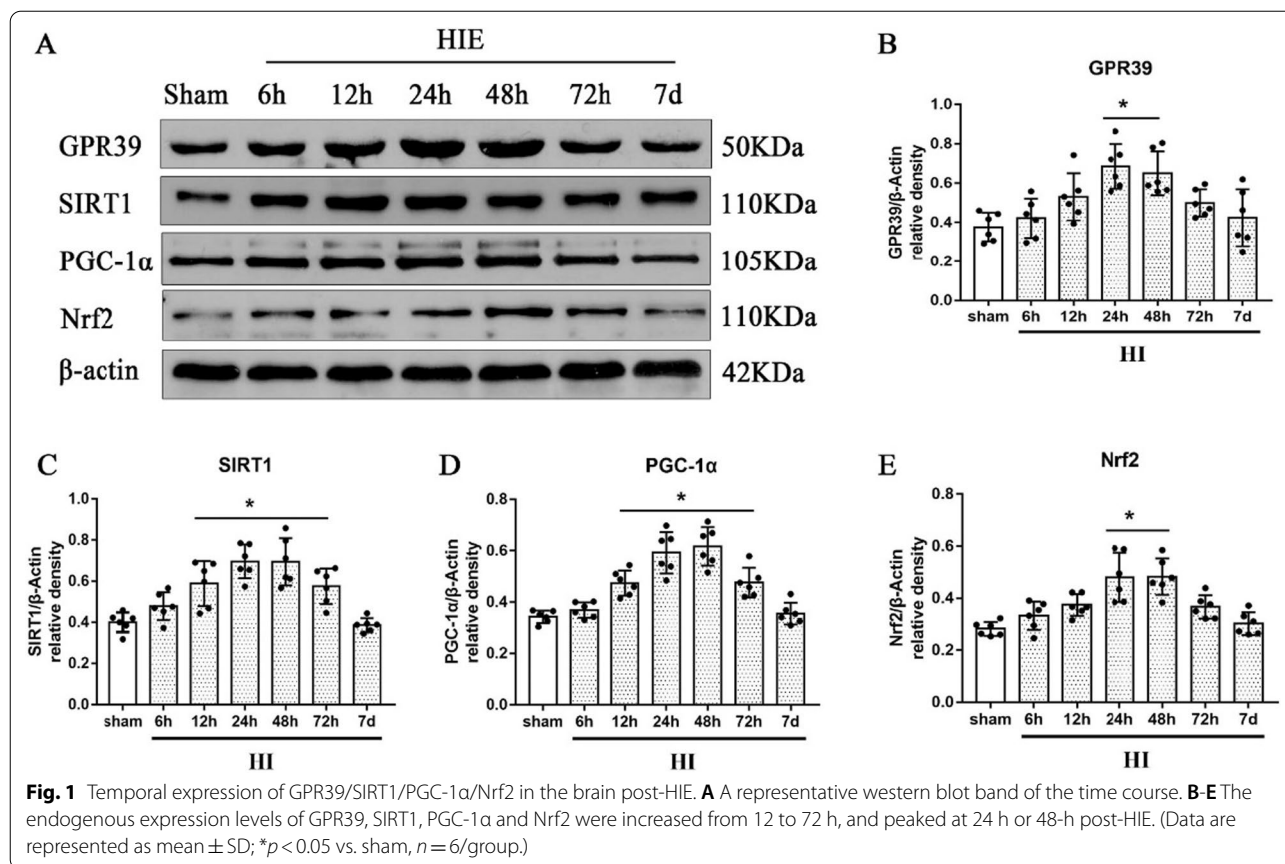 A
HIE
Sham 6h 12h 24h 48h 72h 7d
GPR39 50KDa
SIRT1 110KDa
PGC-1α 105KDa
Nrf2 110KDa
β-actin 42KDa
B
GPR39
GPR39/β-Actin
relative density
1.0
0.8
0.6
0.4
0.2
0.0
*
sham 6h 12h 24h 48h 72h 7d
HI
C
SIRT1
SIRT1/β-Actin
relative density
1.0
0.8
0.6
0.4
0.2
0.0
*
sham 6h 12h 24h 48h 72h 7d
HI
D
PGC-1α
PGC-1α/β-Actin
relative density
0.8
0.6
0.4
0.2
0.0
*
sham 6h 12h 24h 48h 72h 7d
HI
E
Nrf2
Nrf2/β-Actin
relative density
0.8
0.6
0.4
0.2
0.0
*
sham 6h 12h 24h 48h 72h 7d
HI
Fig. 1 Temporal expression of GPR39/SIRT1/PGC-1α/Nrf2 in the brain post-HIE. A A representative western blot band of the time course. B-E The
endogenous expression levels of GPR39, SIRT1, PGC-1α and Nrf2 were increased from 12 to 72 h, and peaked at 24 h or 48-h post-HIE. (Data are
represented as mean ± SD; *p < 0.05 vs. sham, n = 6/group.)